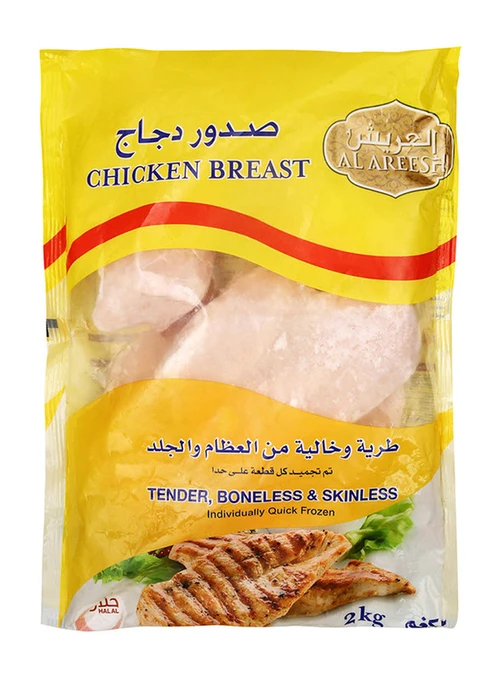 صدور دجاج
CHICKEN BREAST
العريش
AL AREESH
طرية وخالية من العظام والجلد
تم تجميد كل قطعة على حدا
TENDER, BONELESS & SKINLESS
Individually Quick Frozen
حلال
HALAL
2kg
٢كغم